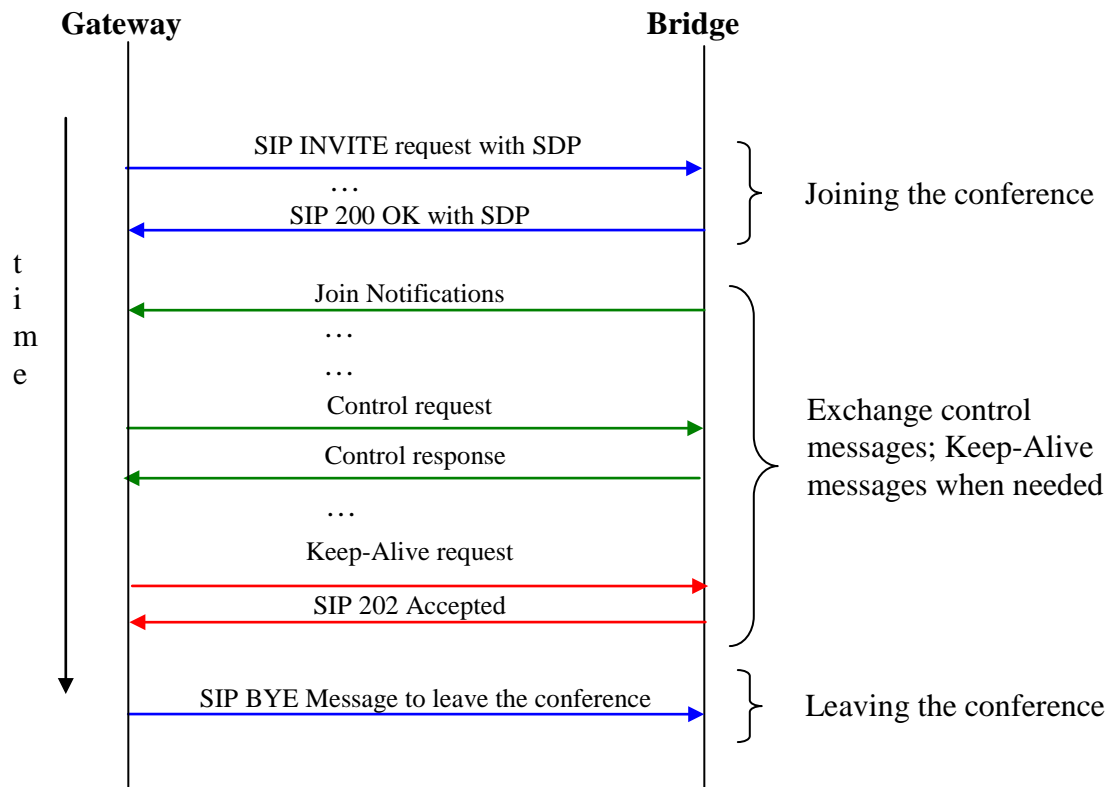 Gateway
Bridge
SIP INVITE request with SDP
…
SIP 200 OK with SDP
Joining the conference
t
i
m
e
Join Notifications
…
…
Control request
Control response
…
Keep-Alive request
SIP 202 Accepted
Exchange control
messages; Keep-Alive
messages when needed
SIP BYE Message to leave the conference
Leaving the conference